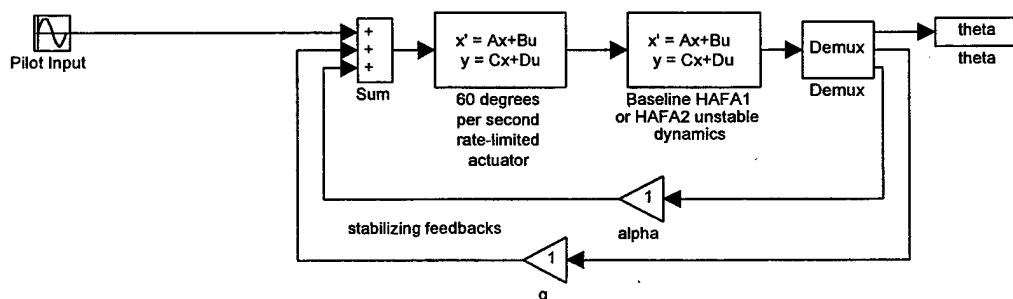 Pilot Input
+
+
+
Sum
x' = Ax+Bu
y = Cx+Du
60 degrees
per second
rate-limited
actuator
x' = Ax+Bu
y = Cx+Du
Baseline HAFA1
or HAFA2 unstable
dynamics
Demux
Demux
theta
theta
1
alpha
stabilizing feedbacks
1